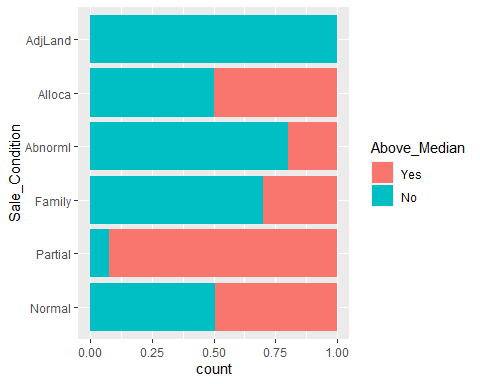 AdjLand
Alloca
Abnorml
Family
Partial
Normal
Sale_Condition
0.00 0.25 0.50 0.75 1.00
count
Above_Median
Yes
No